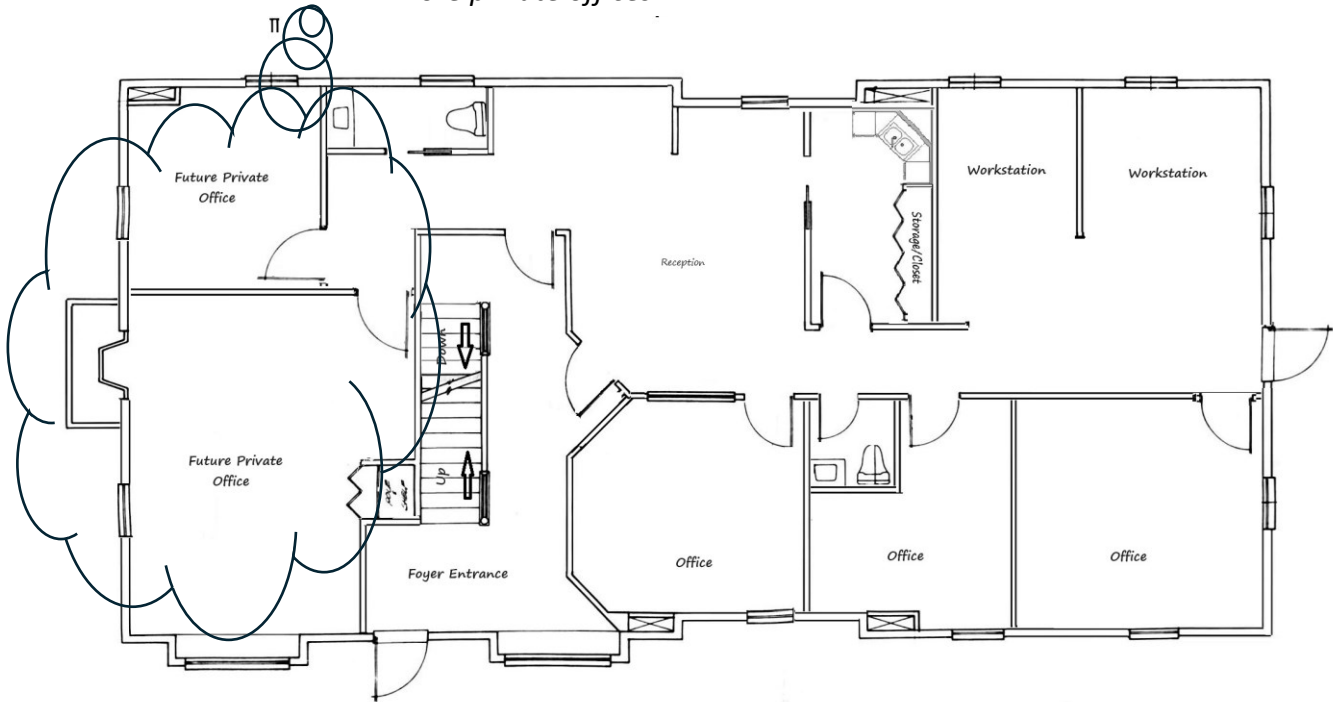 Future Private
Office
Workstation
Workstation
Storage/Closet
Reception
Down
Future Private
Office
Up
Foyer Entrance
Office
Office
Office